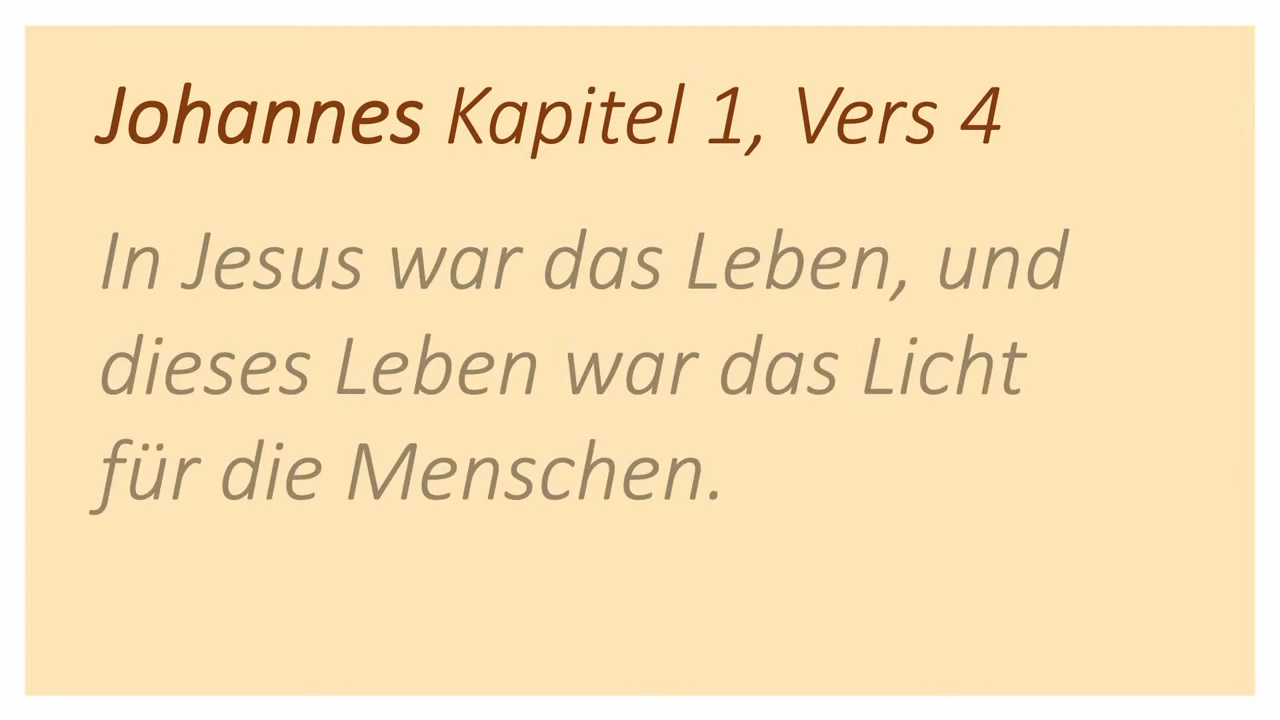 Johannes Kapitel 1, Vers 4
In Jesus war das Leben, und
dieses Leben war das Licht
für die Menschen.